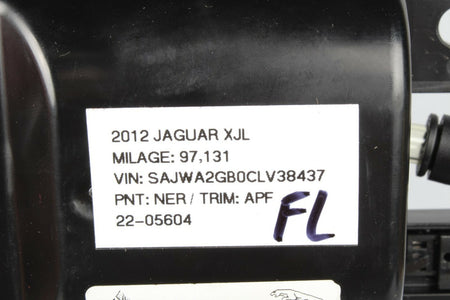 2012 JAGUAR XJL
MILAGE: 97,131
VIN: SAJWA2GB0CLV38437
PNT: NER / TRIM: APF FL
22-05604